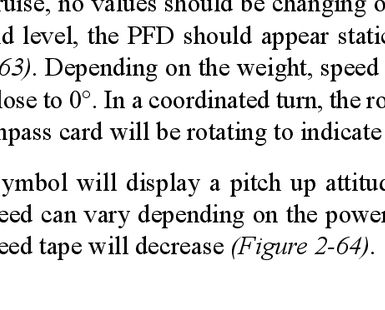 ruise, no values should be changing o
d level, the PFD should appear static
63). Depending on the weight, speed
lose to 0°. In a coordinated turn, the ro
mpass card will be rotating to indicate
ymbol will display a pitch up attitud
eed can vary depending on the power
eed tape will decrease (Figure 2-64).